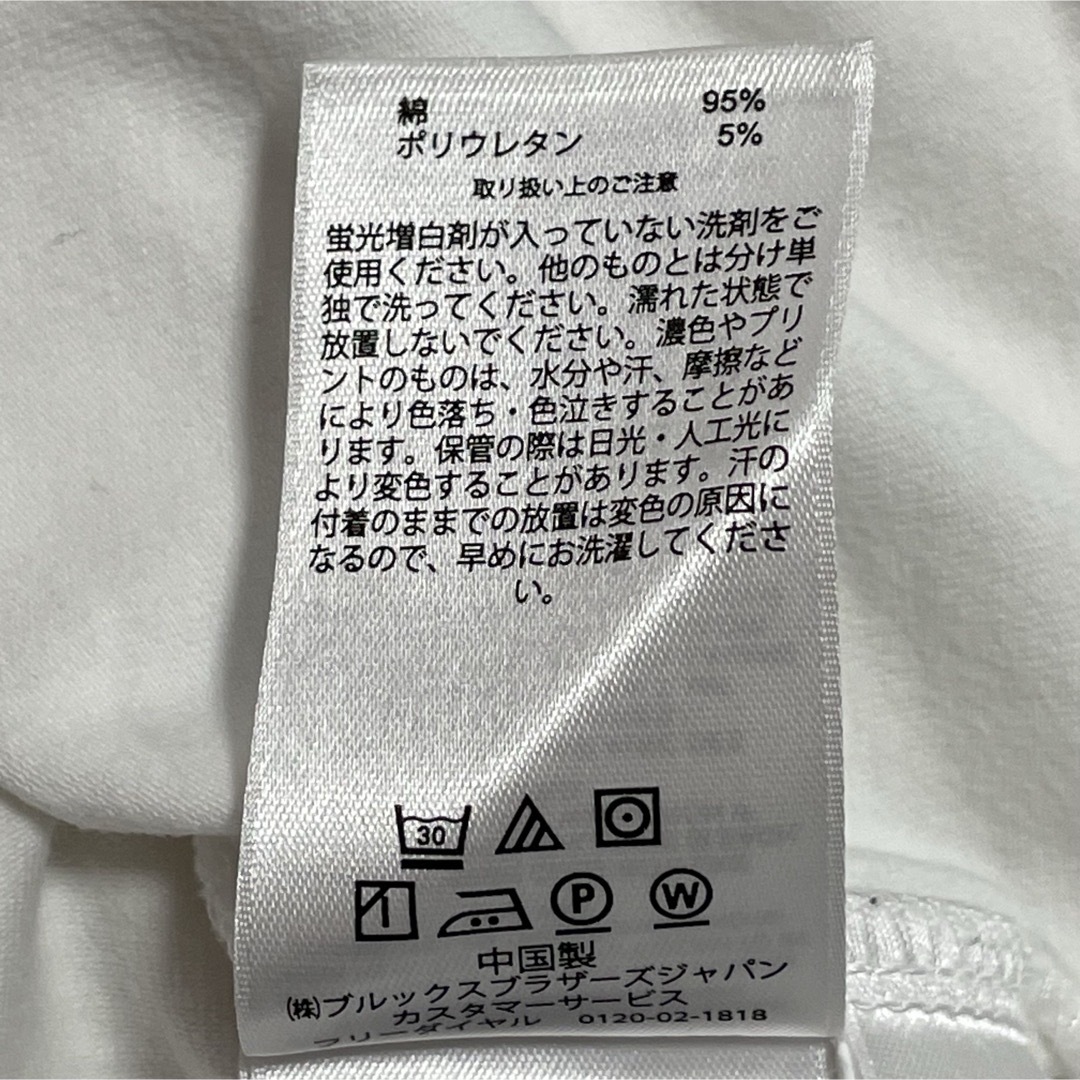 綿 95%
ポリウレタン 5%
取り扱い上のご注意
蛍光増白剤が入っていない洗剤をご
使用ください。他のものとは分け単
独で洗ってください。濡れた状態で
放置しないでください。濃色やプリ
ントのものは、水分や汗、摩擦など
により色落ち・色泣きすることがあ
ります。保管の際は日光・人工光に
より変色することがあります。汗の
付着のままでの放置は変色の原因に
なるので、早めにお洗濯してくださ
い。
30
P W
中国製
㈱ブルックスブラザーズジャパン
カスタマーサービス
フリーダイヤル 0120-02-1818